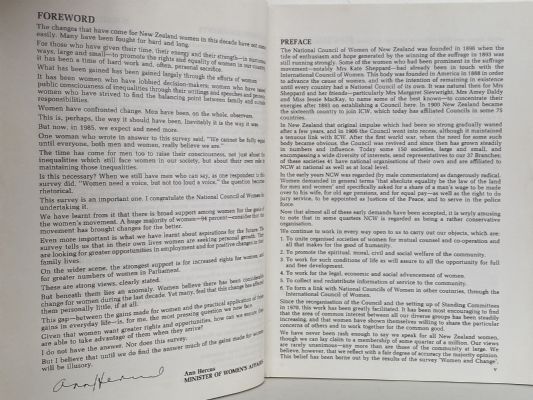 FOREWORD
The changes that have come for New Zealand women in this decade have not come
easily. Many have been fought for hard and long.
For those who have given their time, their energy and their strength—in
ways, large and small—to promote the rights and equality of women in our
it has been a time of hard work and, often, personal sacrifice.
What has been gained has been gained largely through the efforts of women.
It has been women who have lobbied decision-makers; women who have
public consciousness of inequalities through their writings and speeches and
women who have strived to find the balancing point between family and
responsibilities.
Women have confronted change. Men have been, on the whole, observers.
This is, perhaps, the way it should have been. Inevitably it is the way it was.
But now, in 1985, we expect and need more.
One woman who wrote in answer to this survey said, "We cannot be fully
until everyone, both men and women, really believe we are."
The time has come for men too to raise their consciousness, not just about the
inequalities which still face women in our society, but about their own role in
maintaining those inequalities.
Is this necessary? When we still have men who can say, as one respondent to the
survey did, "Women need a voice, but not too loud a voice," the question becomes
rhetorical.
This survey is an important one. I congratulate the National Council of Women on
undertaking it.
We have learnt from it that there is broad support among women for the goals of
the women's movement. A huge majority of women—94 percent—consider that the
movement has brought changes for the better.
Even more important is what we have learnt about aspirations for the future. The
survey tells us that in their own lives women are seeking personal growth. They
are looking for greater opportunities in employment and for positive changes in their
family lives.
On the wider scene, the strongest support is for increased rights for women, and
for greater numbers of women in Parliament.
These are strong views, clearly stated.
But beneath them lies an anomaly. Women believe there has been considerable
change for women during the last decade. Yet many, feel that this change has affected
them personally little, if at all.
This gap—between the gains made for women and the practical application of those
gains in everyday life—is, for me, the most pressing question we now face.
Given that women want greater rights and opportunities, how can we ensure they
are able to take advantage of them when they arrive?
I do not have the answer. Nor does this survey.
But I believe that until we do find the answer much of the gains made for women
will be illusory.
Ann Hercus
MINISTER OF WOMEN'S AFFAIRS
PREFACE
The National Council of Women of New Zealand was founded in 1896 when the
tide of enthusiasm and hope generated by the winning of the suffrage in 1893 was
still running strongly. Some of the women who had been prominent in the suffrage
movement—notably Mrs Kate Sheppard—had already been in touch with the
International Council of Women. This body was founded in America in 1888 in order
to advance the cause of women, and with the intention of remaining in existence
until every country had a National Council of its own. It was natural then for Mrs
Sheppard and her friends—particularly Mrs Margaret Sievwright, Mrs Amey Daldy
and Miss Jessie Mackay, to name some of the best known—to concentrate their
energies after 1893 on establishing a Council here. In 1900 New Zealand became
the sixteenth country to join ICW, which today has affiliated Councils in some 75
countries.
In New Zealand that original impulse which had been so strong gradually waned
after a few years, and in 1906 the Council went into recess, although it maintained
a tenuous link with ICW. After the first world war, when the need for some such
body became obvious, the Council was revived and since then has grown steadily
in numbers and influence. Today some 150 societies, large and small, and
encompassing a wide diversity of interests, send representatives to our 37 Branches;
of these societies 41 have national organisations of their own and are affiliated to
NCW at national as well as at local level.
In the early years NCW was regarded (by male commentators) as dangerously radical.
Women demanded in general terms 'that absolute equality be the law of the land
for men and women' and specifically asked for a share of a man's wage to be made
over to his wife, for old age pensions, and for equal pay—as well as the right to do
jury service, to be appointed as Justices of the Peace, and to serve in the police
force.
Now that almost all of these early demands have been accepted, it is wryly amusing
to note that in some quarters NCW is regarded as being a rather conservative
organisation.
We continue to work in every way open to us to carry out our objects, which are:
1. To unite organised societies of women for mutual counsel and co-operation and
all that makes for the good of humanity.
2. To promote the spiritual, moral, civil and social welfare of the community.
3. To work for such conditions of life as will assure to all the opportunity for full
and free development.
4. To work for the legal, economic and social advancement of women.
5. To collect and redistribute information of service to the community.
6. To form a link with National Councils of Women in other countries, through the
International Council of Women.
Since the reorganisation of the Council and the setting up of Standing Committees
in 1970, this work has been greatly facilitated. It has been most encouraging to find
that the area of common interest between all our diverse groups has been steadily
increasing, and that women have shown themselves willing to share the particular
concerns of others and to work together for the common good.
We have never been rash enough to say we speak for all New Zealand women,
though we can lay claim to a membership of some quarter of a million. Our views
are rarely unanimous—any more than are those of the community at large. We
believe, however, that we reflect with a fair degree of accuracy the majority opinion.
This belief has been borne out by the results of the survey 'Women and Change'.
v